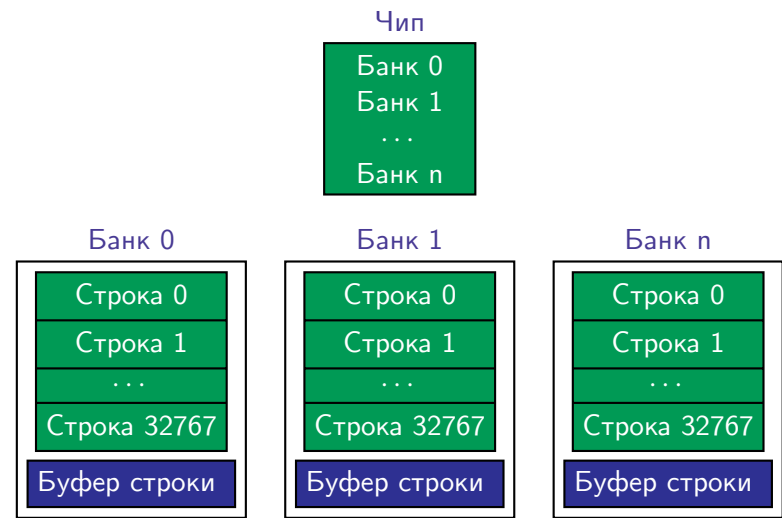 Чип
Банк 0
Банк 1
...
Банк n
Банк 0
Строка 0
Строка 1
...
Строка 32767
Буфер строки
Банк 1
Строка 0
Строка 1
...
Строка 32767
Буфер строки
Банк n
Строка 0
Строка 1
...
Строка 32767
Буфер строки